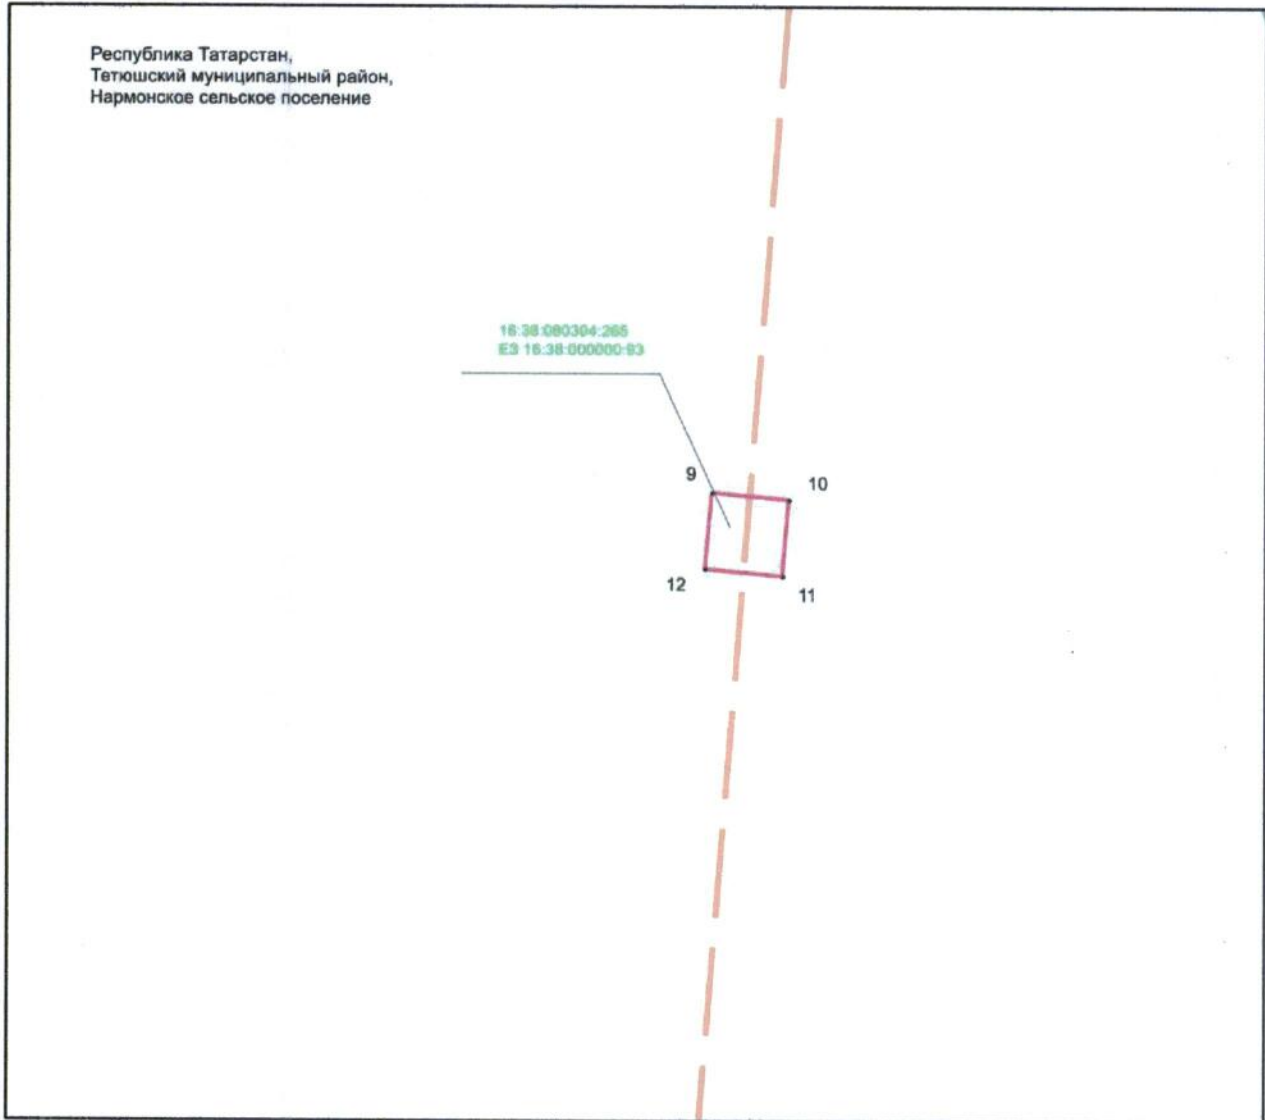 Республика Татарстан,
Тетюшский муниципальный район,
Нармонское сельское поселение
16:38:080304:265
ЕЗ 16:38:000000:93
9
10
12
11